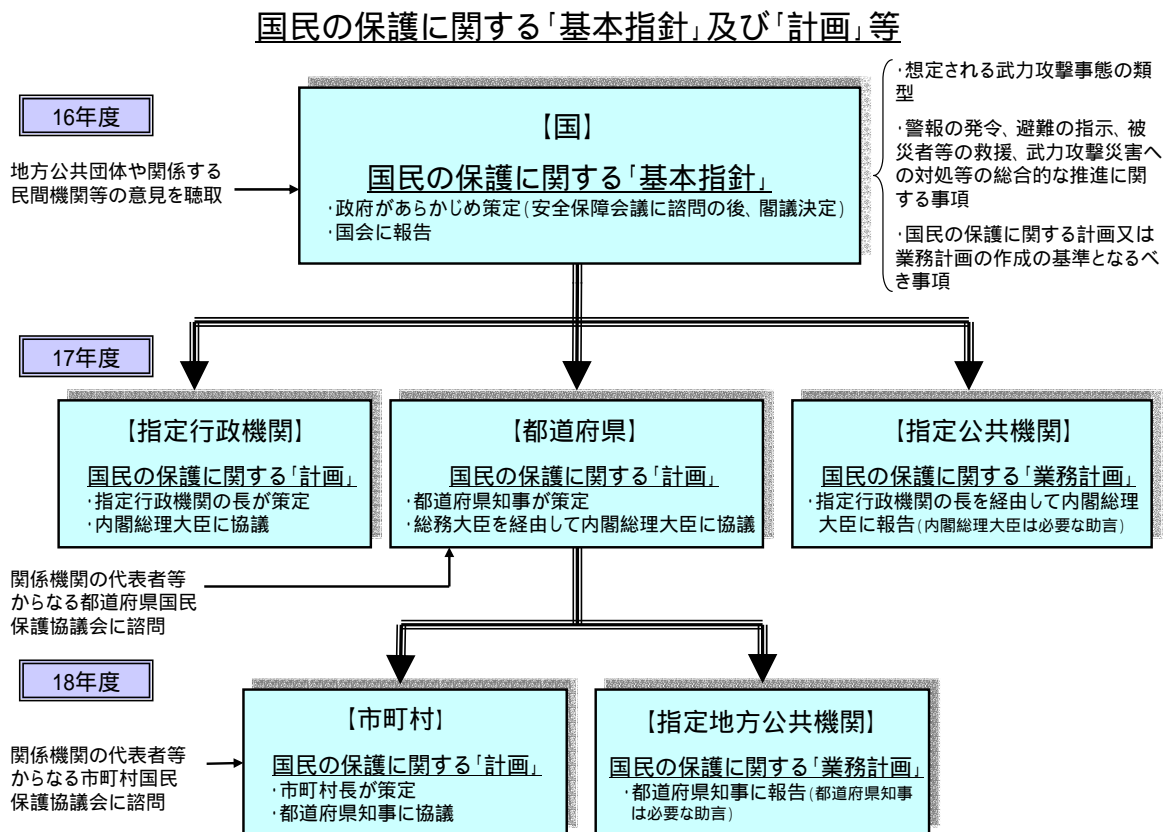 国民の保護に関する「基本指針」及び「計画」等
16年度
地方公共団体や関係する
民間機関等の意見を聴取
【国】
国民の保護に関する「基本指針」
・政府があらかじめ策定(安全保障会議に諮問の後、閣議決定)
・国会に報告
・想定される武力攻撃事態の類
型
・警報の発令、避難の指示、被
災者等の救援、武力攻撃災害へ
の対処等の総合的な推進に関
する事項
・国民の保護に関する計画又は
業務計画の作成の基準となるべ
き事項
17年度
【指定行政機関】
国民の保護に関する「計画」
・指定行政機関の長が策定
・内閣総理大臣に協議
【都道府県】
国民の保護に関する「計画」
・都道府県知事が策定
・総務大臣を経由して内閣総理大臣に協議
【指定公共機関】
国民の保護に関する「業務計画」
・指定行政機関の長を経由して内閣総理
大臣に報告(内閣総理大臣は必要な助言)
関係機関の代表者等
からなる都道府県国民
保護協議会に諮問
18年度
関係機関の代表者等
からなる市町村国民
保護協議会に諮問
【市町村】
国民の保護に関する「計画」
・市町村長が策定
・都道府県知事に協議
【指定地方公共機関】
国民の保護に関する「業務計画」
・都道府県知事に報告(都道府県知事
は必要な助言)